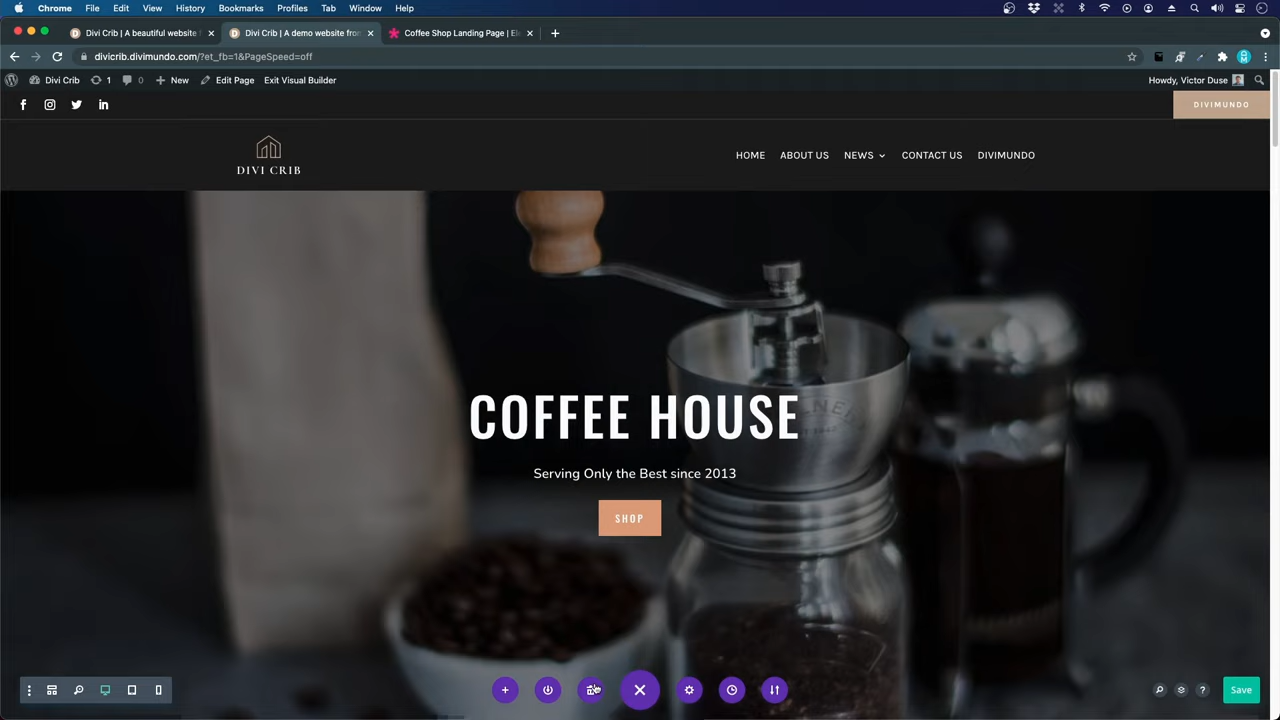 Chrome File Edit View History Bookmarks Profiles Tab Window Help
Divi Crib | A beautiful website
Divi Crib | A demo website from
Coffee Shop Landing Page | Ele
divicrib.divimundo.com/?et_fb=1&PageSpeed=off
Divi Crib 1 0 New Edit Page Exit Visual Builder Howdy, Victor Duse
DIVIMUNDO
DIVI CRIB
HOME ABOUT US NEWS CONTACT US DIVIMUNDO
COFFEE HOUSE
Serving Only the Best since 2013
SHOP
Save